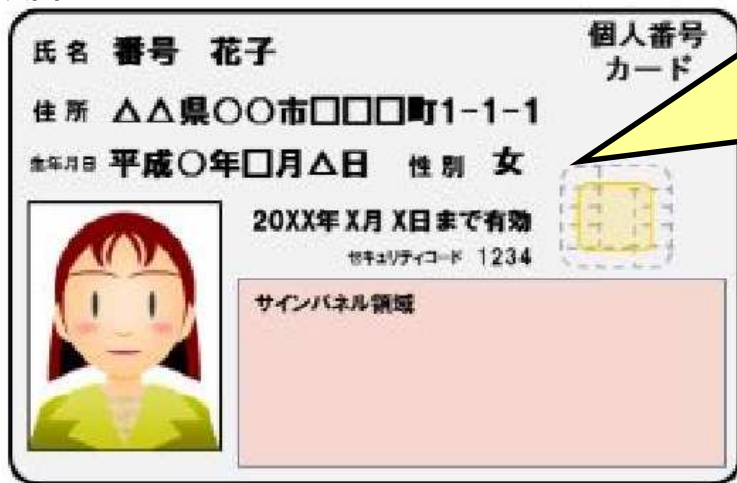 氏名 番号 花子
個人番号
カード
住所 △△県○○市□□□町1-1-1
生年月日 平成○年□月△日 性別 女
20XX年X月X日まで有効
セキュリティコード 1234
サインパネル領域